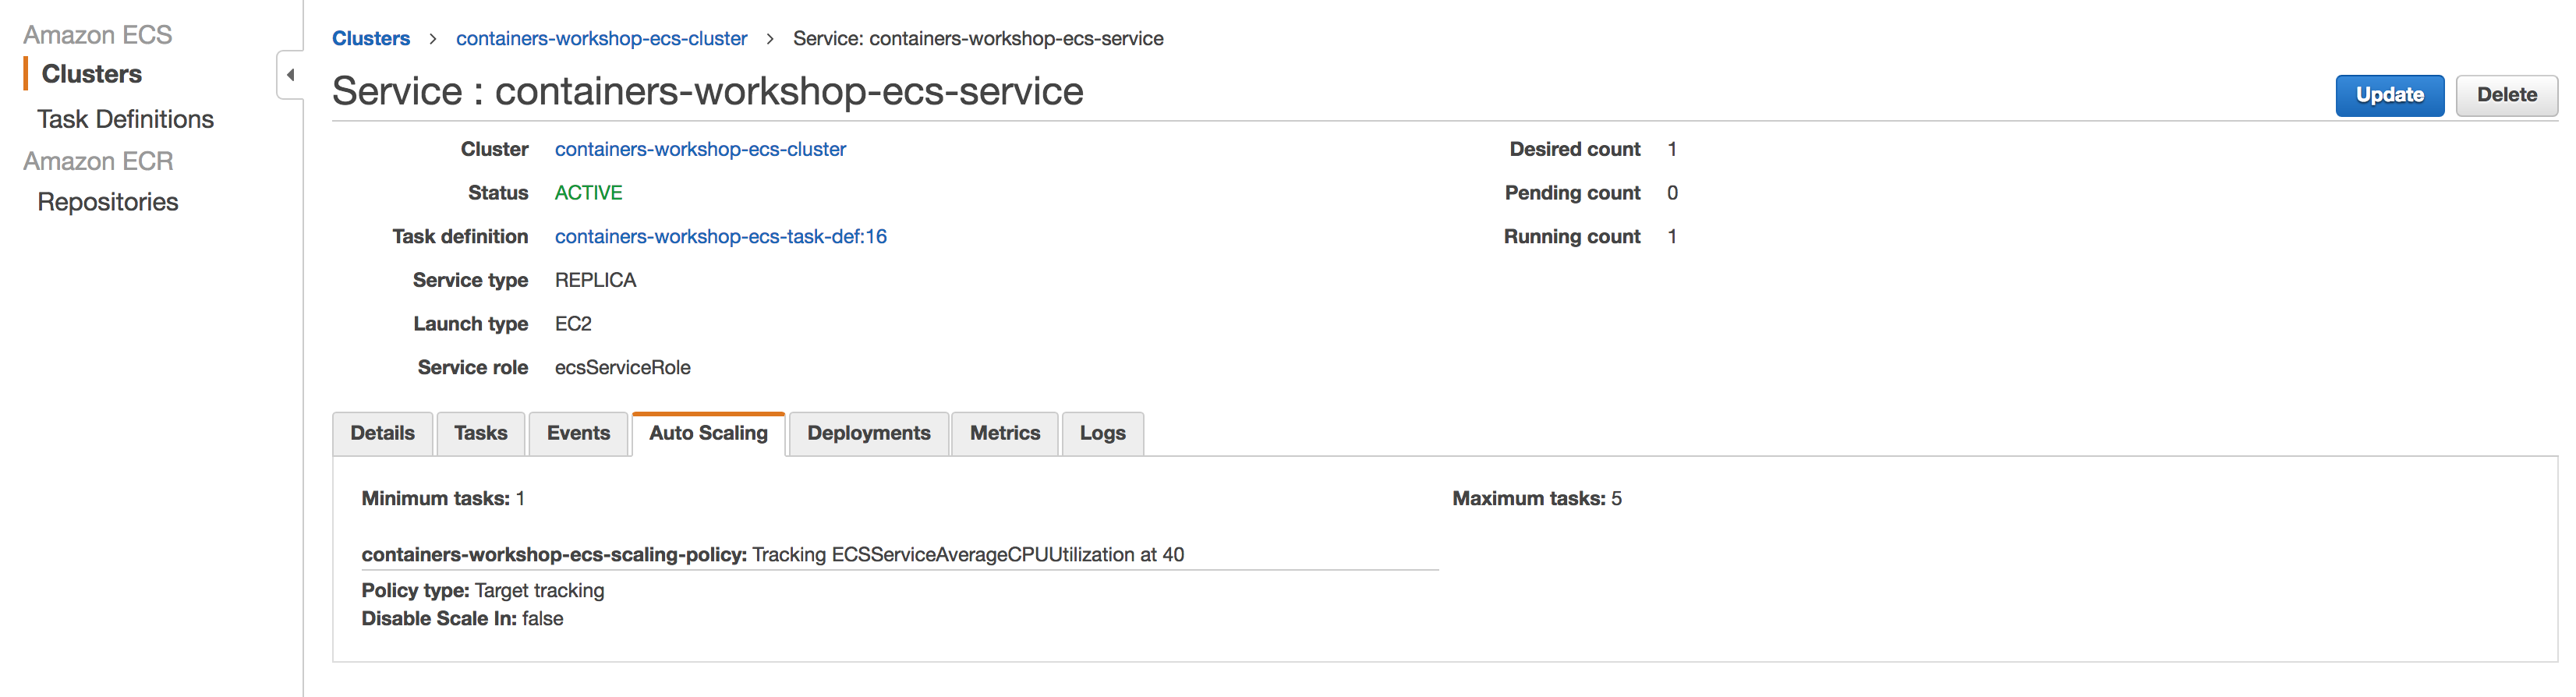 Amazon ECS
Clusters
Task Definitions
Amazon ECR
Repositories
Clusters > containers-workshop-ecs-cluster > Service: containers-workshop-ecs-service
Service : containers-workshop-ecs-service
Update Delete
Cluster containers-workshop-ecs-cluster
Status ACTIVE
Task definition containers-workshop-ecs-task-def:16
Service type REPLICA
Launch type EC2
Service role ecsServiceRole
Desired count 1
Pending count 0
Running count 1
Details Tasks Events Auto Scaling Deployments Metrics Logs
Minimum tasks: 1
Maximum tasks: 5
containers-workshop-ecs-scaling-policy: Tracking ECSServiceAverageCPUUtilization at 40
Policy type: Target tracking
Disable Scale In: false